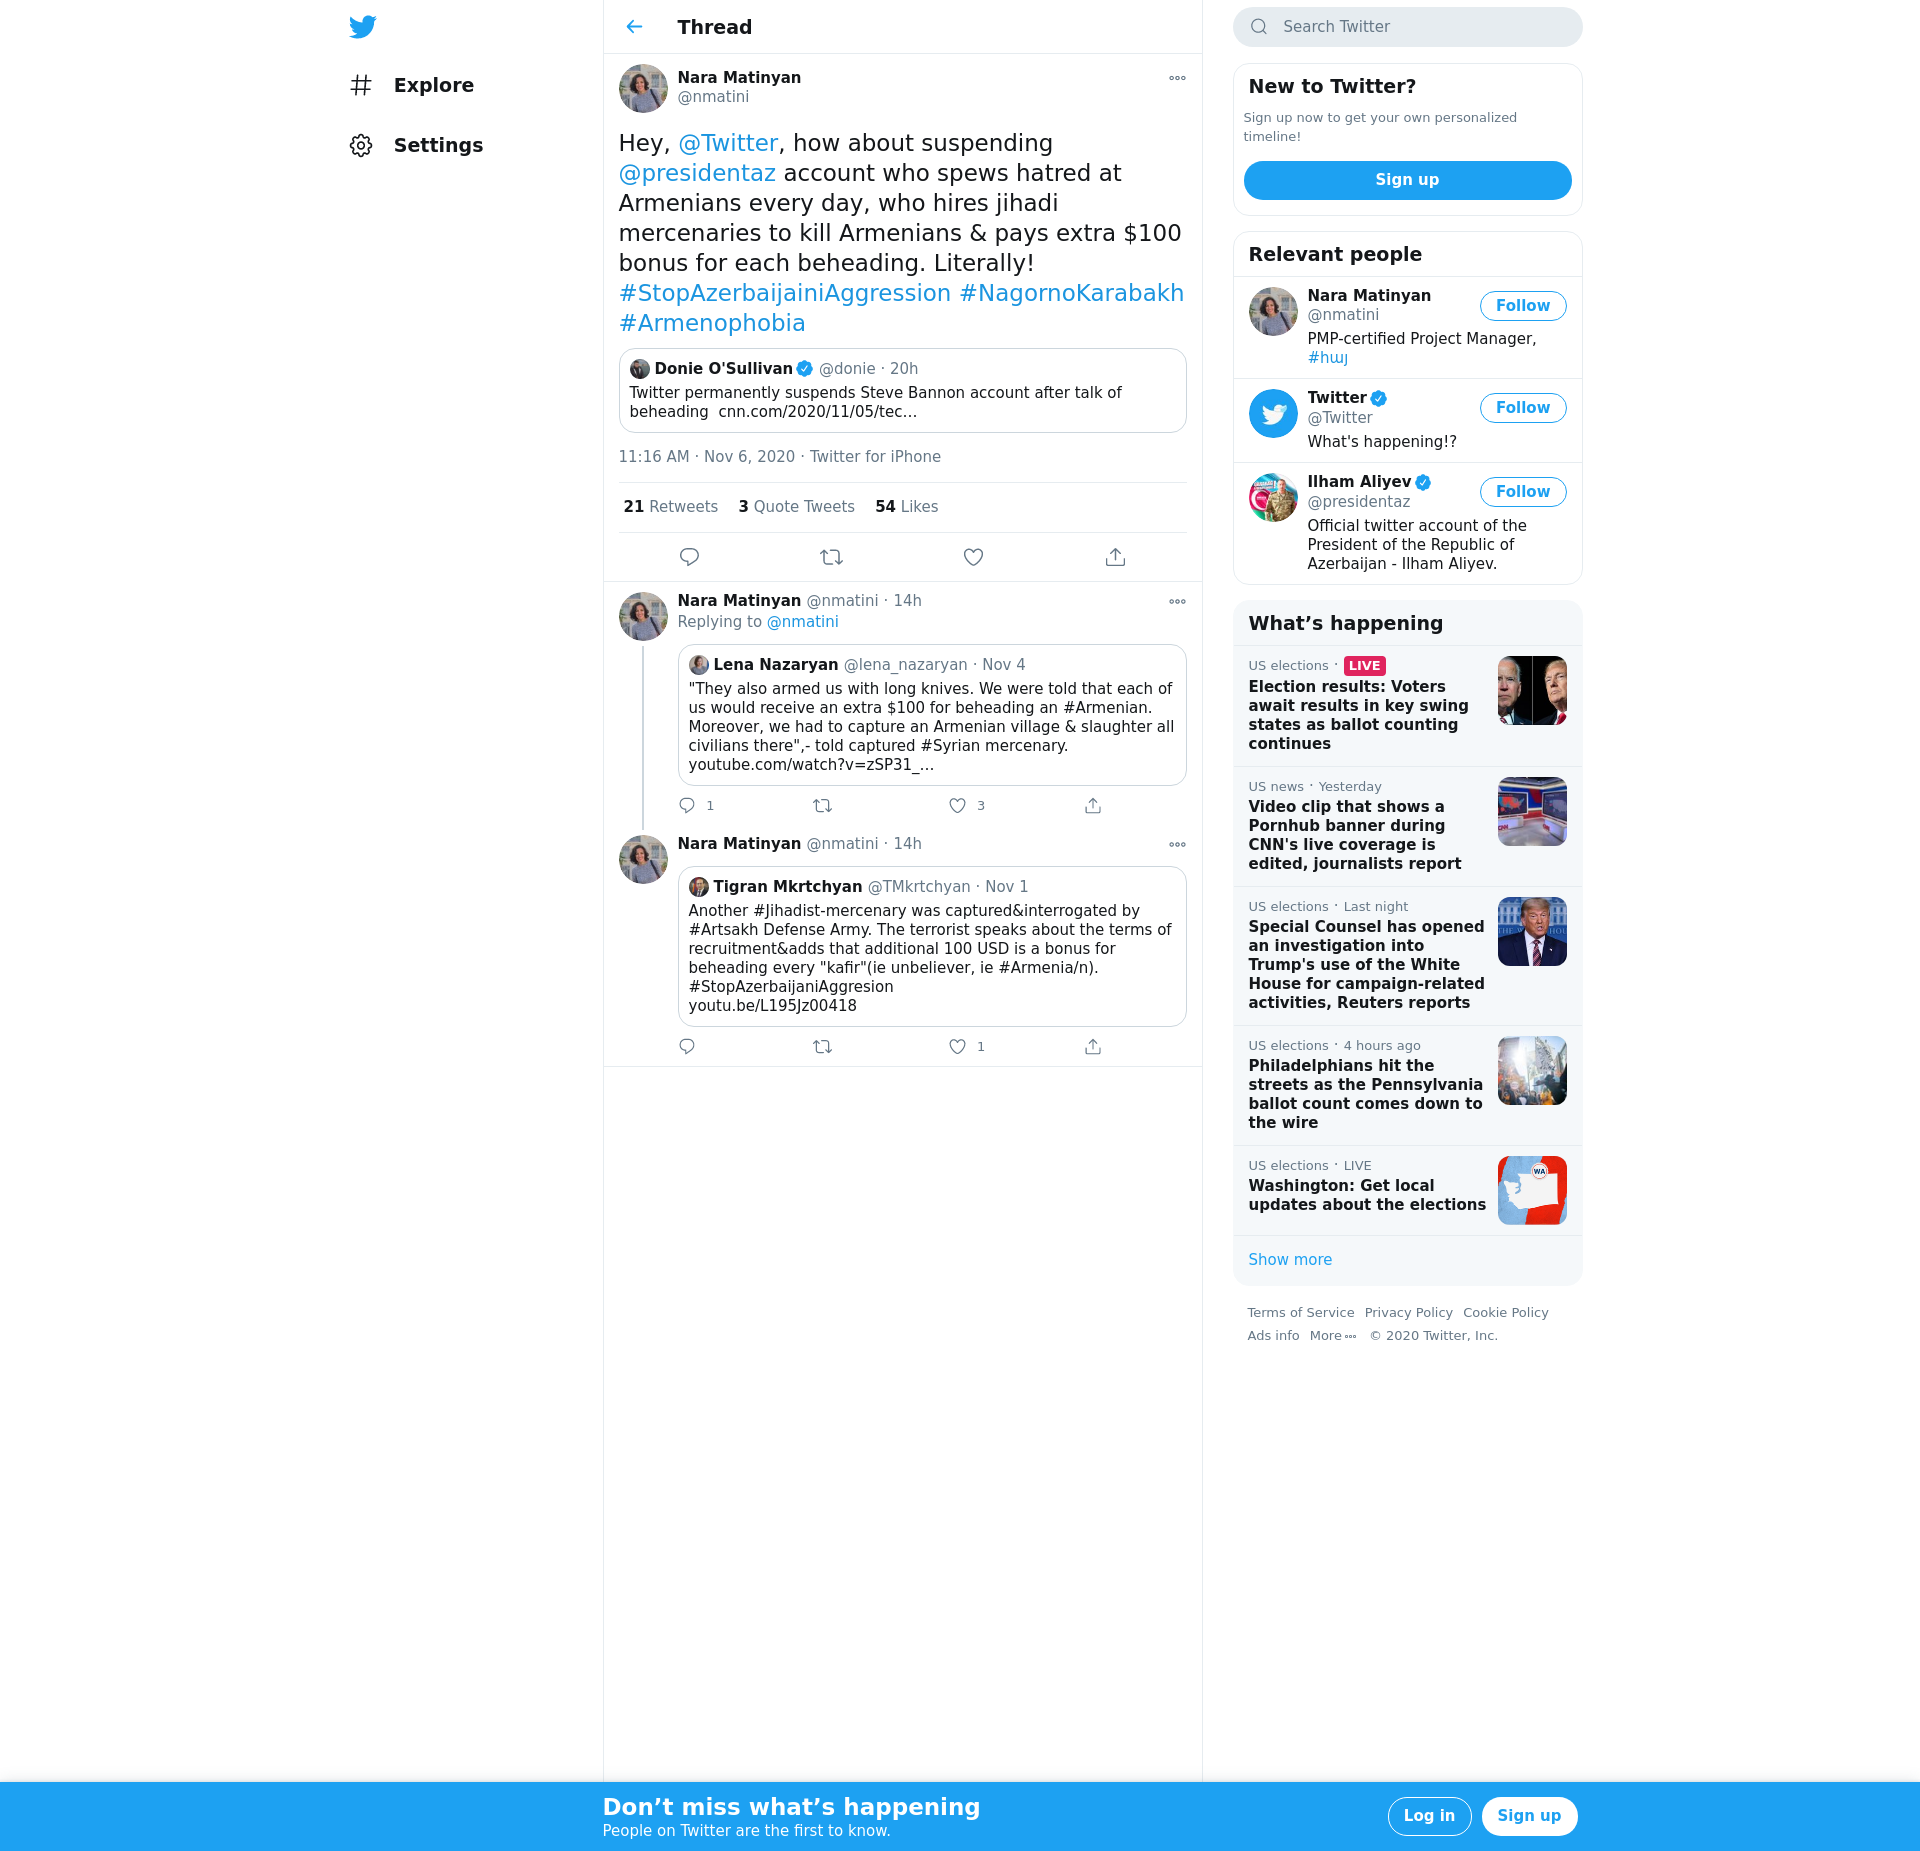 Explore
Settings
Thread
Nara Matinyan
@nmatini
Hey, @Twitter, how about suspending
@presidentaz account who spews hatred at
Armenians every day, who hires jihadi
mercenaries to kill Armenians & pays extra $100
bonus for each beheading. Literally!
#StopAzerbaijainiAggression #NagornoKarabakh
#Armenophobia
Donie O'Sullivan @donie · 20h
Twitter permanently suspends Steve Bannon account after talk of
beheading cnn.com/2020/11/05/tec…
11:16 AM · Nov 6, 2020 · Twitter for iPhone
21 Retweets 3 Quote Tweets 54 Likes
Nara Matinyan @nmatini · 14h
Replying to @nmatini
Lena Nazaryan @lena_nazaryan · Nov 4
"They also armed us with long knives. We were told that each of
us would receive an extra $100 for beheading an #Armenian.
Moreover, we had to capture an Armenian village & slaughter all
civilians there",- told captured #Syrian mercenary.
youtube.com/watch?v=zSP31_…
1 3
Nara Matinyan @nmatini · 14h
Tigran Mkrtchyan @TMkrtchyan · Nov 1
Another #Jihadist-mercenary was captured&interrogated by
#Artsakh Defense Army. The terrorist speaks about the terms of
recruitment&adds that additional 100 USD is a bonus for
beheading every "kafir"(ie unbeliever, ie #Armenia/n).
#StopAzerbaijaniAggresion
youtu.be/L195Jz00418
1
Search Twitter
New to Twitter?
Sign up now to get your own personalized
timeline!
Sign up
Relevant people
Nara Matinyan
@nmatini
Follow
PMP-certified Project Manager,
#հայ
Twitter
@Twitter
Follow
What's happening!?
Ilham Aliyev
@presidentaz
Follow
Official twitter account of the
President of the Republic of
Azerbaijan - Ilham Aliyev.
What’s happening
US elections · LIVE
Election results: Voters
await results in key swing
states as ballot counting
continues
US news · Yesterday
Video clip that shows a
Pornhub banner during
CNN's live coverage is
edited, journalists report
US elections · Last night
Special Counsel has opened
an investigation into
Trump's use of the White
House for campaign-related
activities, Reuters reports
US elections · 4 hours ago
Philadelphians hit the
streets as the Pennsylvania
ballot count comes down to
the wire
US elections · LIVE
Washington: Get local
updates about the elections
WA
Show more
Terms of Service Privacy Policy Cookie Policy
Ads info More © 2020 Twitter, Inc.
Don’t miss what’s happening
People on Twitter are the first to know.
Log in
Sign up